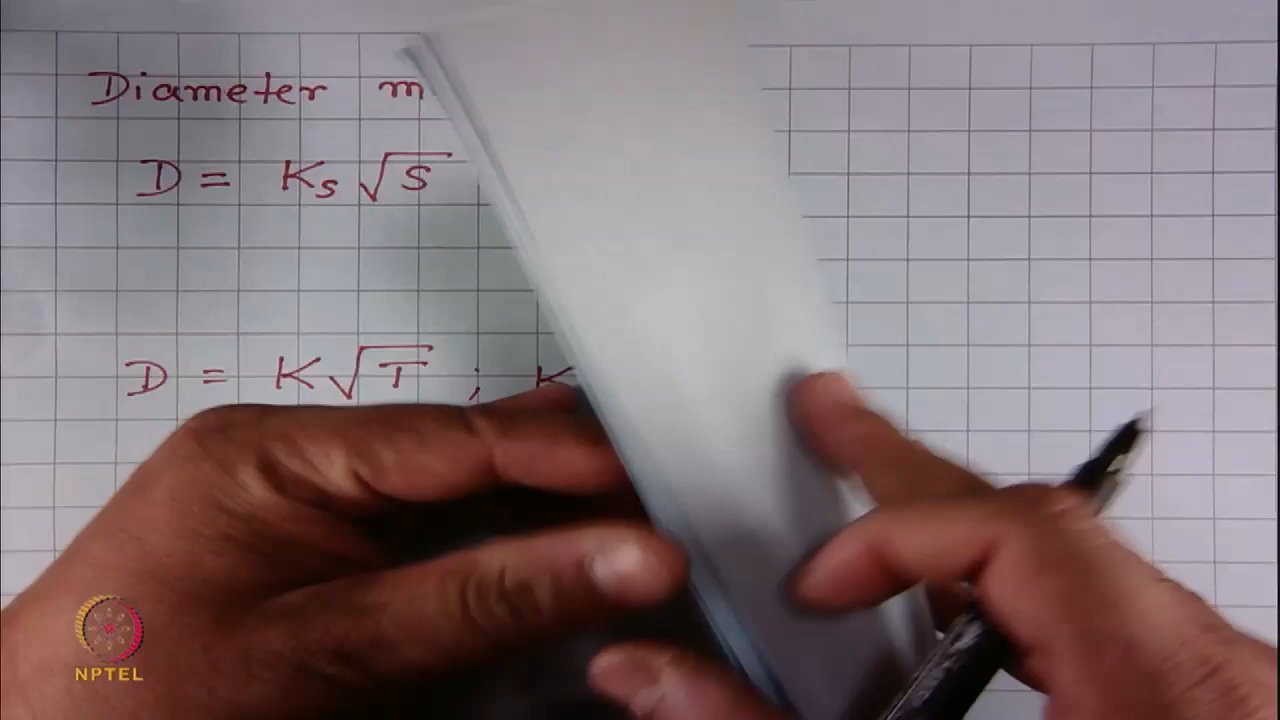 Diameter m
D = Ks √S
D = K√T ; K
NPTEL